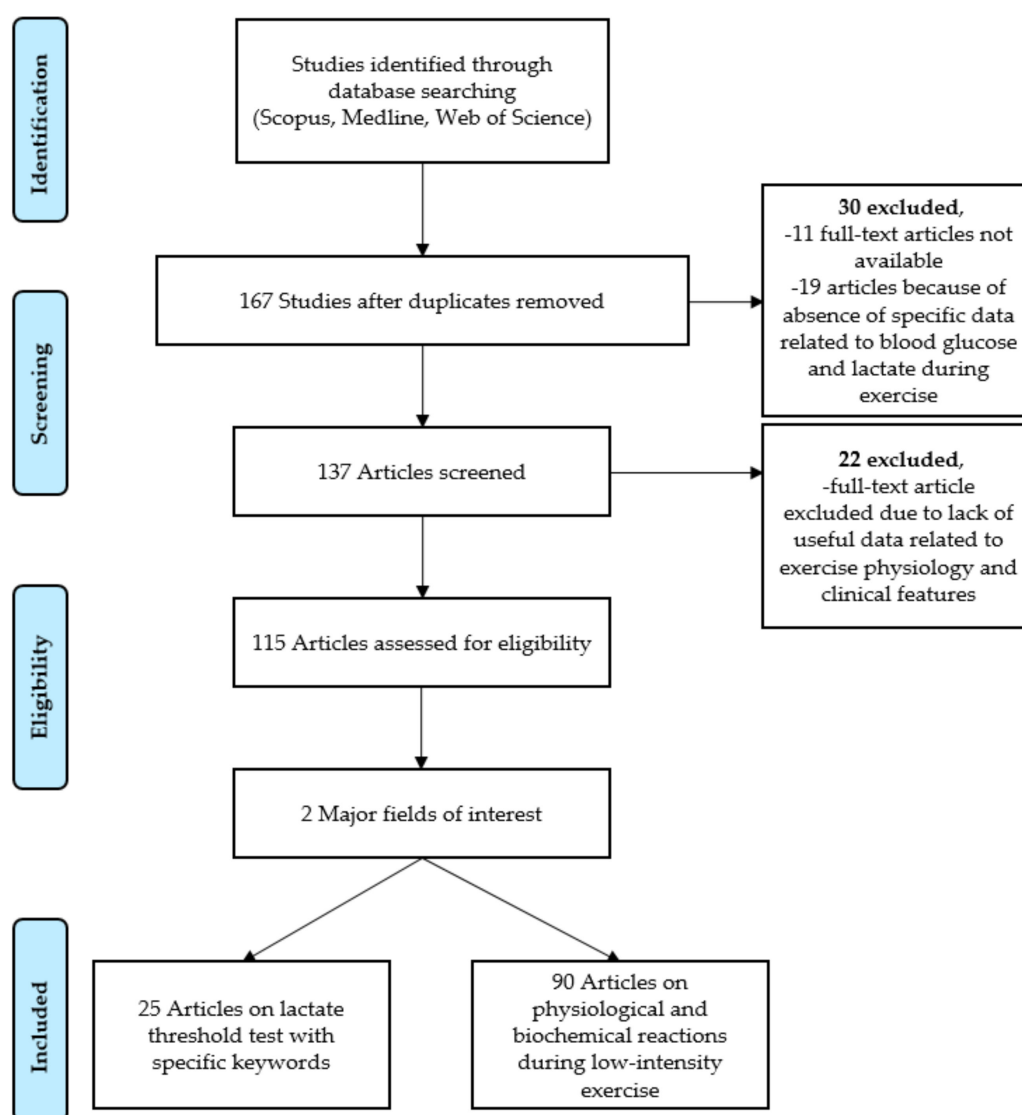 Identification
Studies identified through
database searching
(Scopus, Medline, Web of Science)
30 excluded,
-11 full-text articles not
available
-19 articles because of
absence of specific data
related to blood glucose
and lactate during
exercise
Screening
167 Studies after duplicates removed
137 Articles screened
22 excluded,
-full-text article
excluded due to lack of
useful data related to
exercise physiology and
clinical features
Eligibility
115 Articles assessed for eligibility
2 Major fields of interest
Included
25 Articles on lactate
threshold test with
specific keywords
90 Articles on
physiological and
biochemical reactions
during low-intensity
exercise